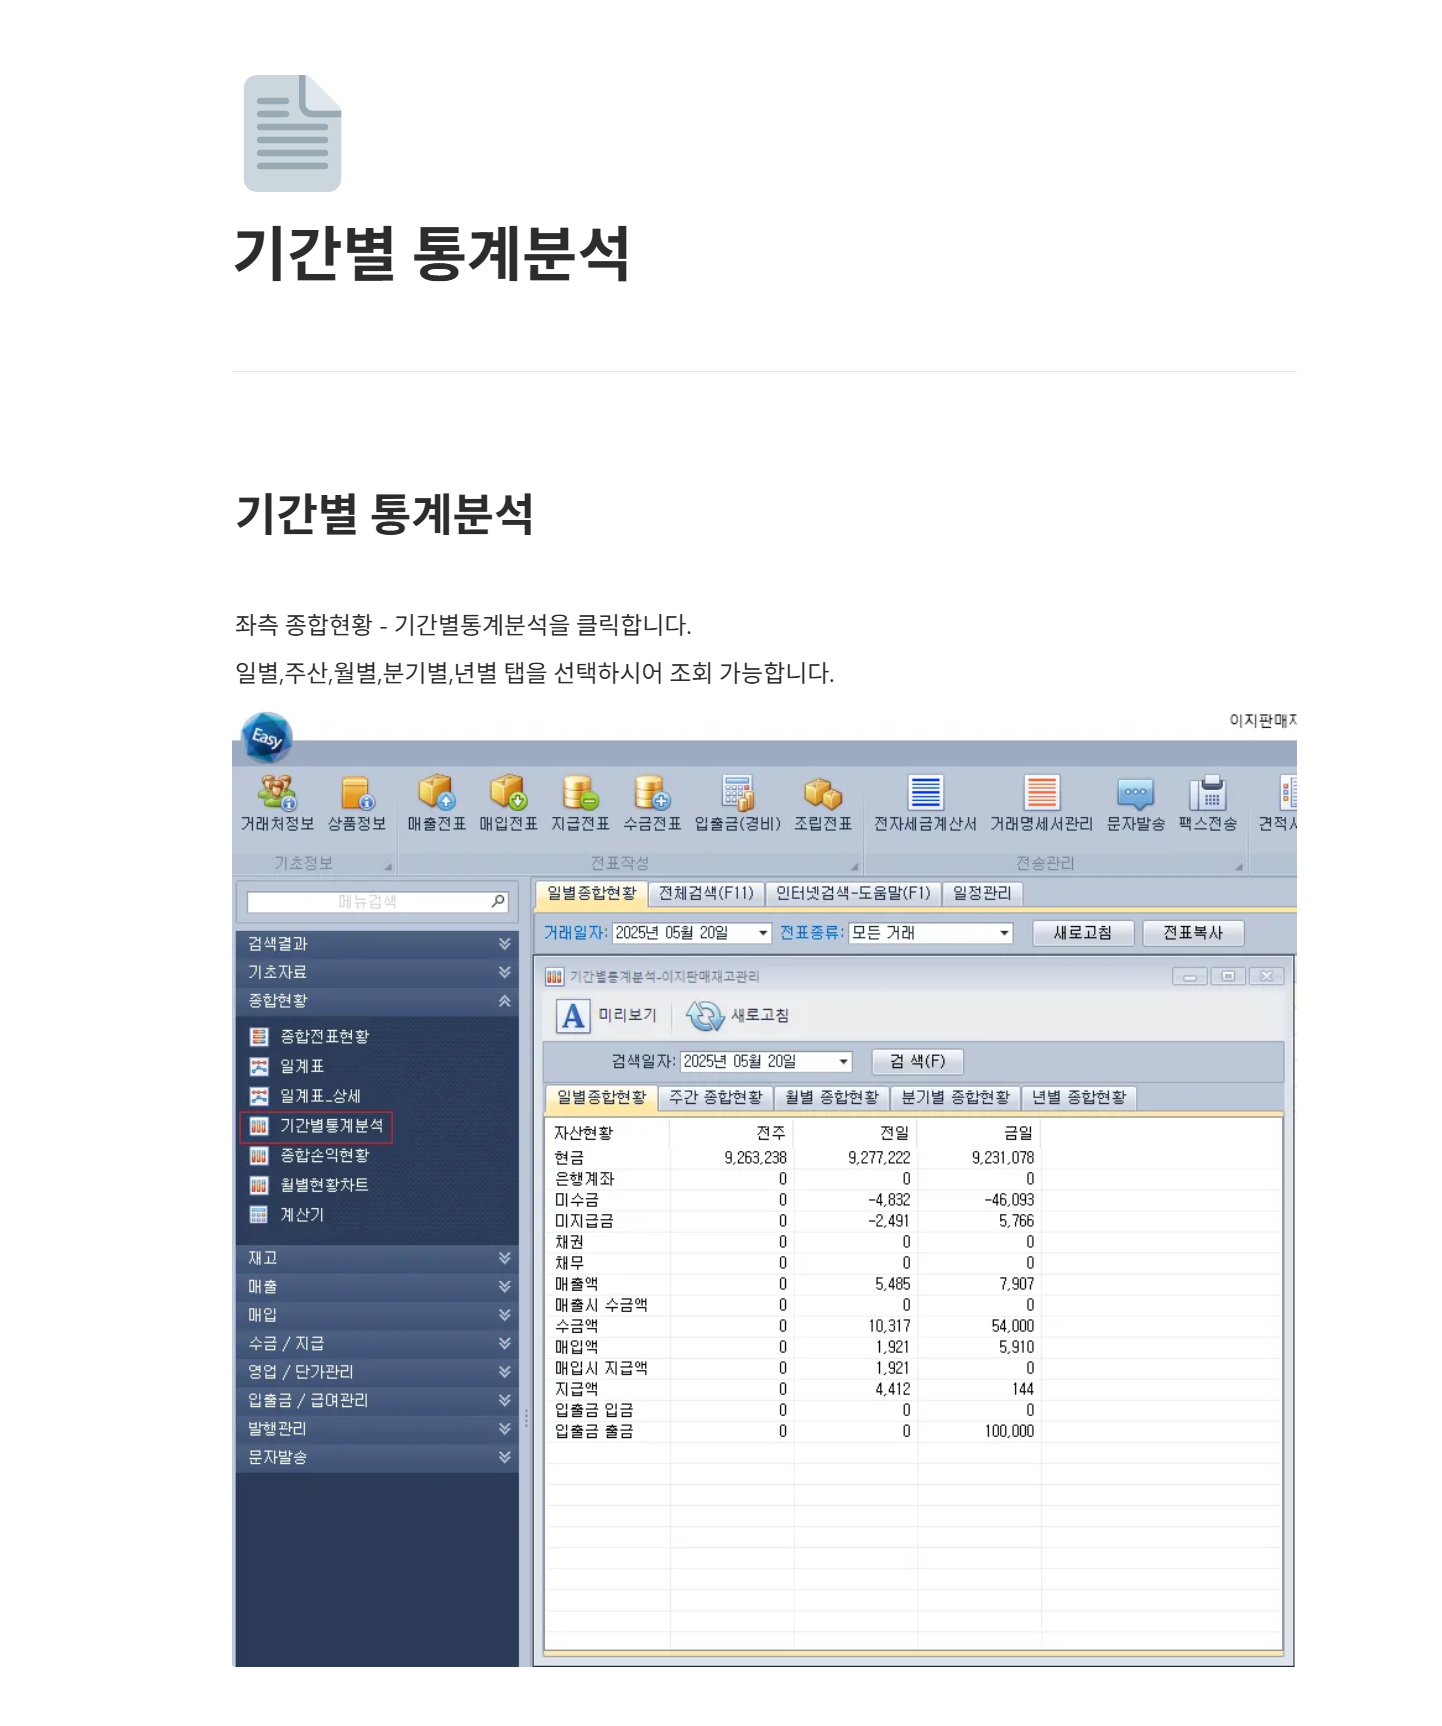 기간별 통계분석
기간별 통계분석
좌측 종합현황 - 기간별통계분석을 클릭합니다.
일별,주산,월별,분기별,년별 탭을 선택하시어 조회 가능합니다.
Easy
이지판매자
거래처정보 상품정보 매출전표 매입전표 지급전표 수금전표 입출금(경비) 조립전표 전자세금계산서 거래명세서관리 문자발송 팩스전송
기초정보 전표작성 전송관리
메뉴검색
검색결과
기초자료
종합현황
종합전표현황
일계표
일계표_상세
기간별통계분석
종합손익현황
월별현황차트
계산기
재고
매출
매입
수금 / 지급
영업 / 단가관리
입출금 / 급여관리
발행관리
문자발송
일별종합현황 전체검색(F11) 인터넷검색-도움말(F1) 일정관리
거래일자: 2025년 05월 20일 전표종류: 모든 거래 새로고침 전표복사
기간별통계분석-이지판매재고관리
A 미리보기 새로고침
검색일자: 2025년 05월 20일 검 색(F)
일별종합현황 주간 종합현황 월별 종합현황 분기별 종합현황 년별 종합현황
자산현황 전주 전일 금일
현금 9,263,238 9,277,222 9,231,078
은행계좌 0 0 0
미수금 0 -4,832 -46,093
미지급금 0 -2,491 5,766
채권 0 0 0
채무 0 0 0
매출액 0 5,485 7,907
매출시 수금액 0 0 0
수금액 0 10,317 54,000
매입액 0 1,921 5,910
매입시 지급액 0 1,921 0
지급액 0 4,412 144
입출금 입금 0 0 0
입출금 출금 0 0 100,000